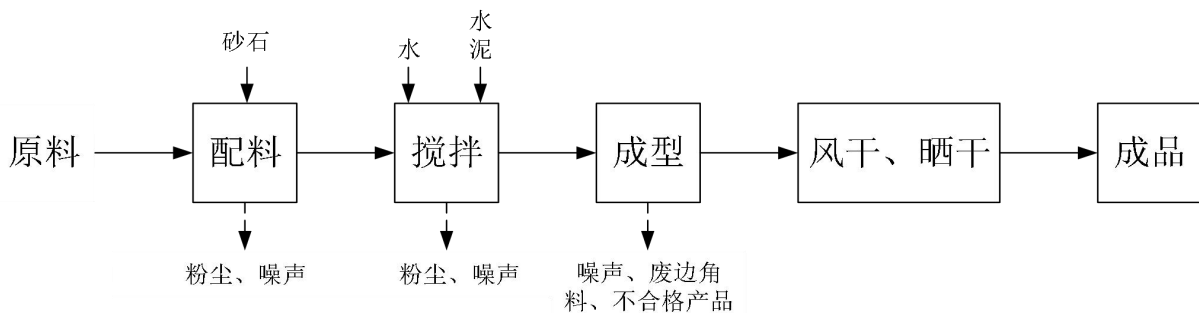 砂石
水
水泥
原料
配料
搅拌
成型
风干、晒干
成品
粉尘、噪声
粉尘、噪声
噪声、废边角
料、不合格产品